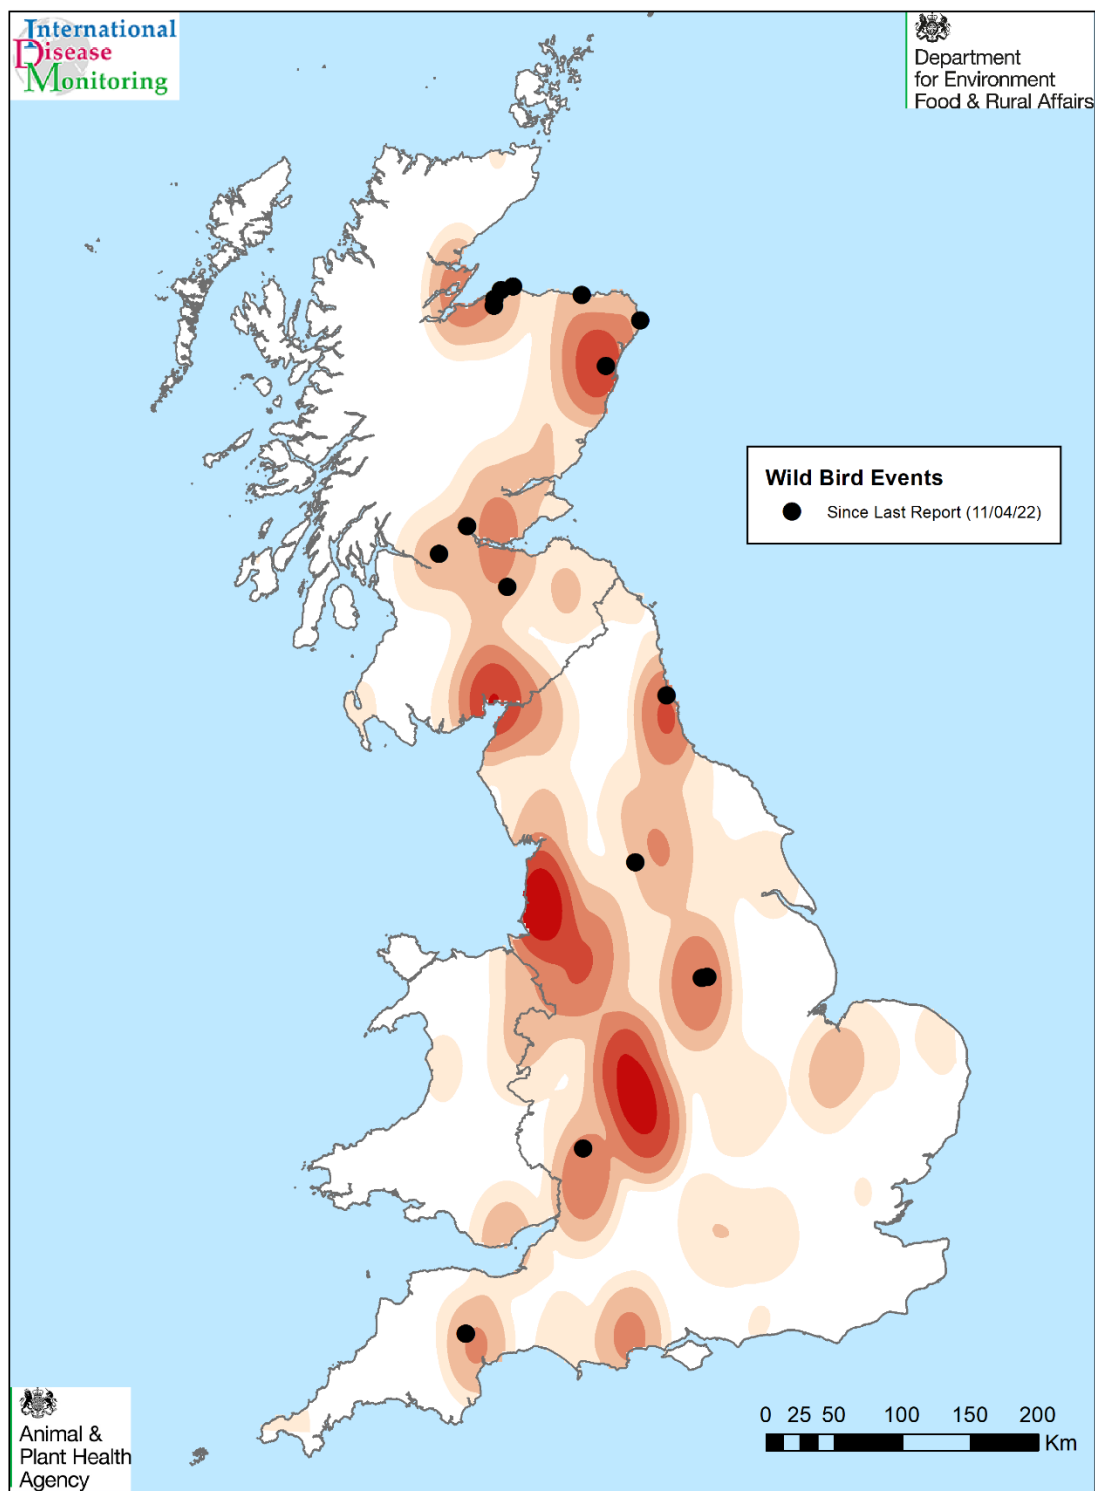 International
Disease
Monitoring
Department
for Environment
Food & Rural Affairs
Wild Bird Events
Since Last Report (11/04/22)
0 25 50 100 150 200
Km
Animal &
Plant Health
Agency